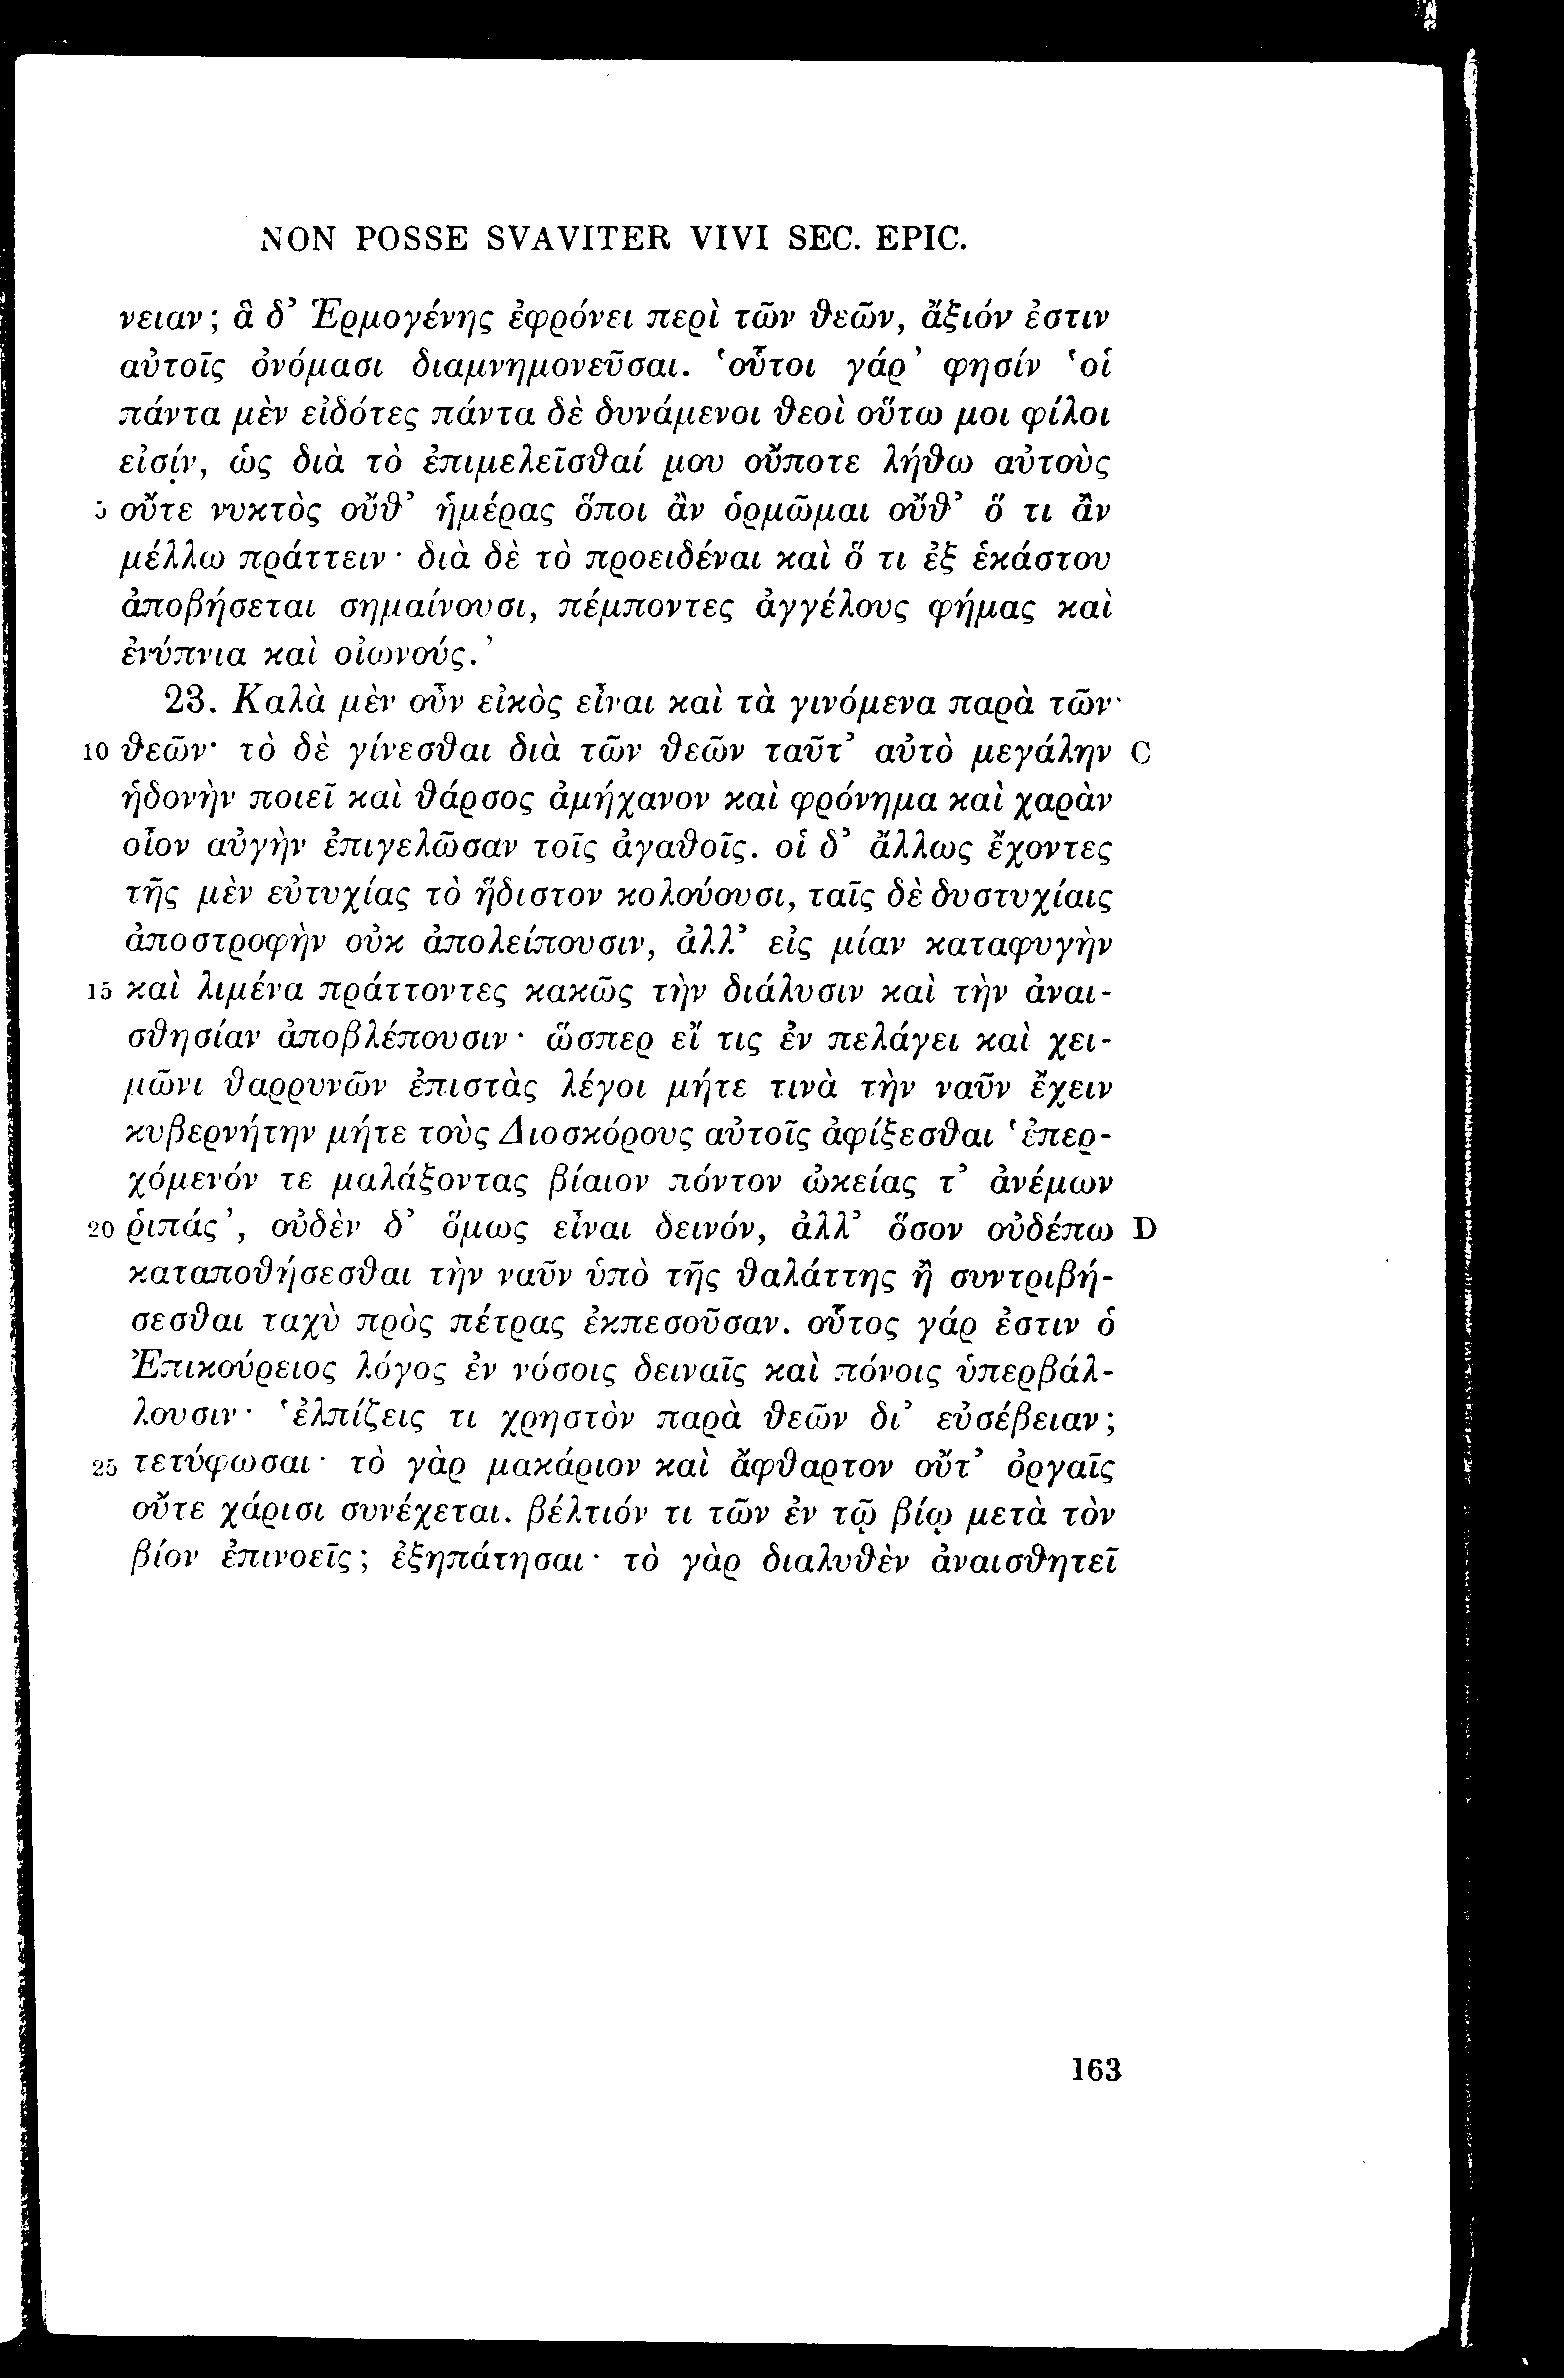 NON POSSE SVAVITER VIVI SEC. EPIC.
νειαν; ἃ δ’ Ἑρμογένης ἐφρόνει περὶ τῶν ϑεῶν, ἄξιόν ἐστιν
αὐτοῖς ὀνόμασι διαμνημονεῦσαι. ‘οὗτοι γάρ’ φησίν ‘οἱ
πάντα μὲν εἰδότες πάντα δὲ δυνάμενοι ϑεοὶ οὕτω μοι φίλοι
εἰσίν, ὡς διὰ τὸ ἐπιμελεῖσϑαί μου οὔποτε λήϑω αὐτοὺς
5 οὔτε νυκτὸς οὔϑ’ ἡμέρας ὅποι ἂν ὁρμῶμαι οὔϑ’ ὅ τι ἂν
μέλλω πράττειν· διὰ δὲ τὸ προειδέναι καὶ ὅ τι ἐξ ἑκάστου
ἀποβήσεται σημαίνουσι, πέμποντες ἀγγέλους φήμας καὶ
ἐνύπνια καὶ οἰωνούς.’
23. Καλὰ μὲν οὖν εἰκὸς εἶναι καὶ τὰ γινόμενα παρὰ τῶν
10 ϑεῶν· τὸ δὲ γίνεσϑαι διὰ τῶν ϑεῶν ταῦτ’ αὐτὸ μεγάλην C
ἡδονὴν ποιεῖ καὶ ϑάρσος ἀμήχανον καὶ φρόνημα καὶ χαρὰν
οἷον αὐγὴν ἐπιγελῶσαν τοῖς ἀγαϑοῖς. οἱ δ’ ἄλλως ἔχοντες
τῆς μὲν εὐτυχίας τὸ ἥδιστον κολούουσι, ταῖς δὲ δυστυχίαις
ἀποστροφὴν οὐκ ἀπολείπουσιν, ἀλλ’ εἰς μίαν καταφυγὴν
15 καὶ λιμένα πράττοντες κακῶς τὴν διάλυσιν καὶ τὴν ἀναι-
σϑησίαν ἀποβλέπουσιν· ὥσπερ εἴ τις ἐν πελάγει καὶ χει-
μῶνι ϑαρρυνῶν ἐπιστὰς λέγοι μήτε τινὰ τὴν ναῦν ἔχειν
κυβερνήτην μήτε τοὺς Διοσκόρους αὐτοῖς ἀφίξεσϑαι ‘ἐπερ-
χόμενόν τε μαλάξοντας βίαιον πόντον ὠκείας τ’ ἀνέμων
20 ῥιπάς’, οὐδὲν δ’ ὅμως εἶναι δεινόν, ἀλλ’ ὅσον οὐδέπω D
καταποϑήσεσϑαι τὴν ναῦν ὑπὸ τῆς ϑαλάττης ἢ συντριβή-
σεσϑαι ταχὺ πρὸς πέτρας ἐκπεσοῦσαν. οὗτος γάρ ἐστιν ὁ
Ἐπικούρειος λόγος ἐν νόσοις δειναῖς καὶ πόνοις ὑπερβάλ-
λουσιν· ‘ἐλπίζεις τι χρηστὸν παρὰ ϑεῶν δι’ εὐσέβειαν;
25 τετύφωσαι· τὸ γὰρ μακάριον καὶ ἄφϑαρτον οὔτ’ ὀργαῖς
οὔτε χάρισι συνέχεται. βέλτιόν τι τῶν ἐν τῷ βίῳ μετὰ τὸν
βίον ἐπινοεῖς; ἐξηπάτησαι· τὸ γὰρ διαλυϑὲν ἀναισϑητεῖ
163